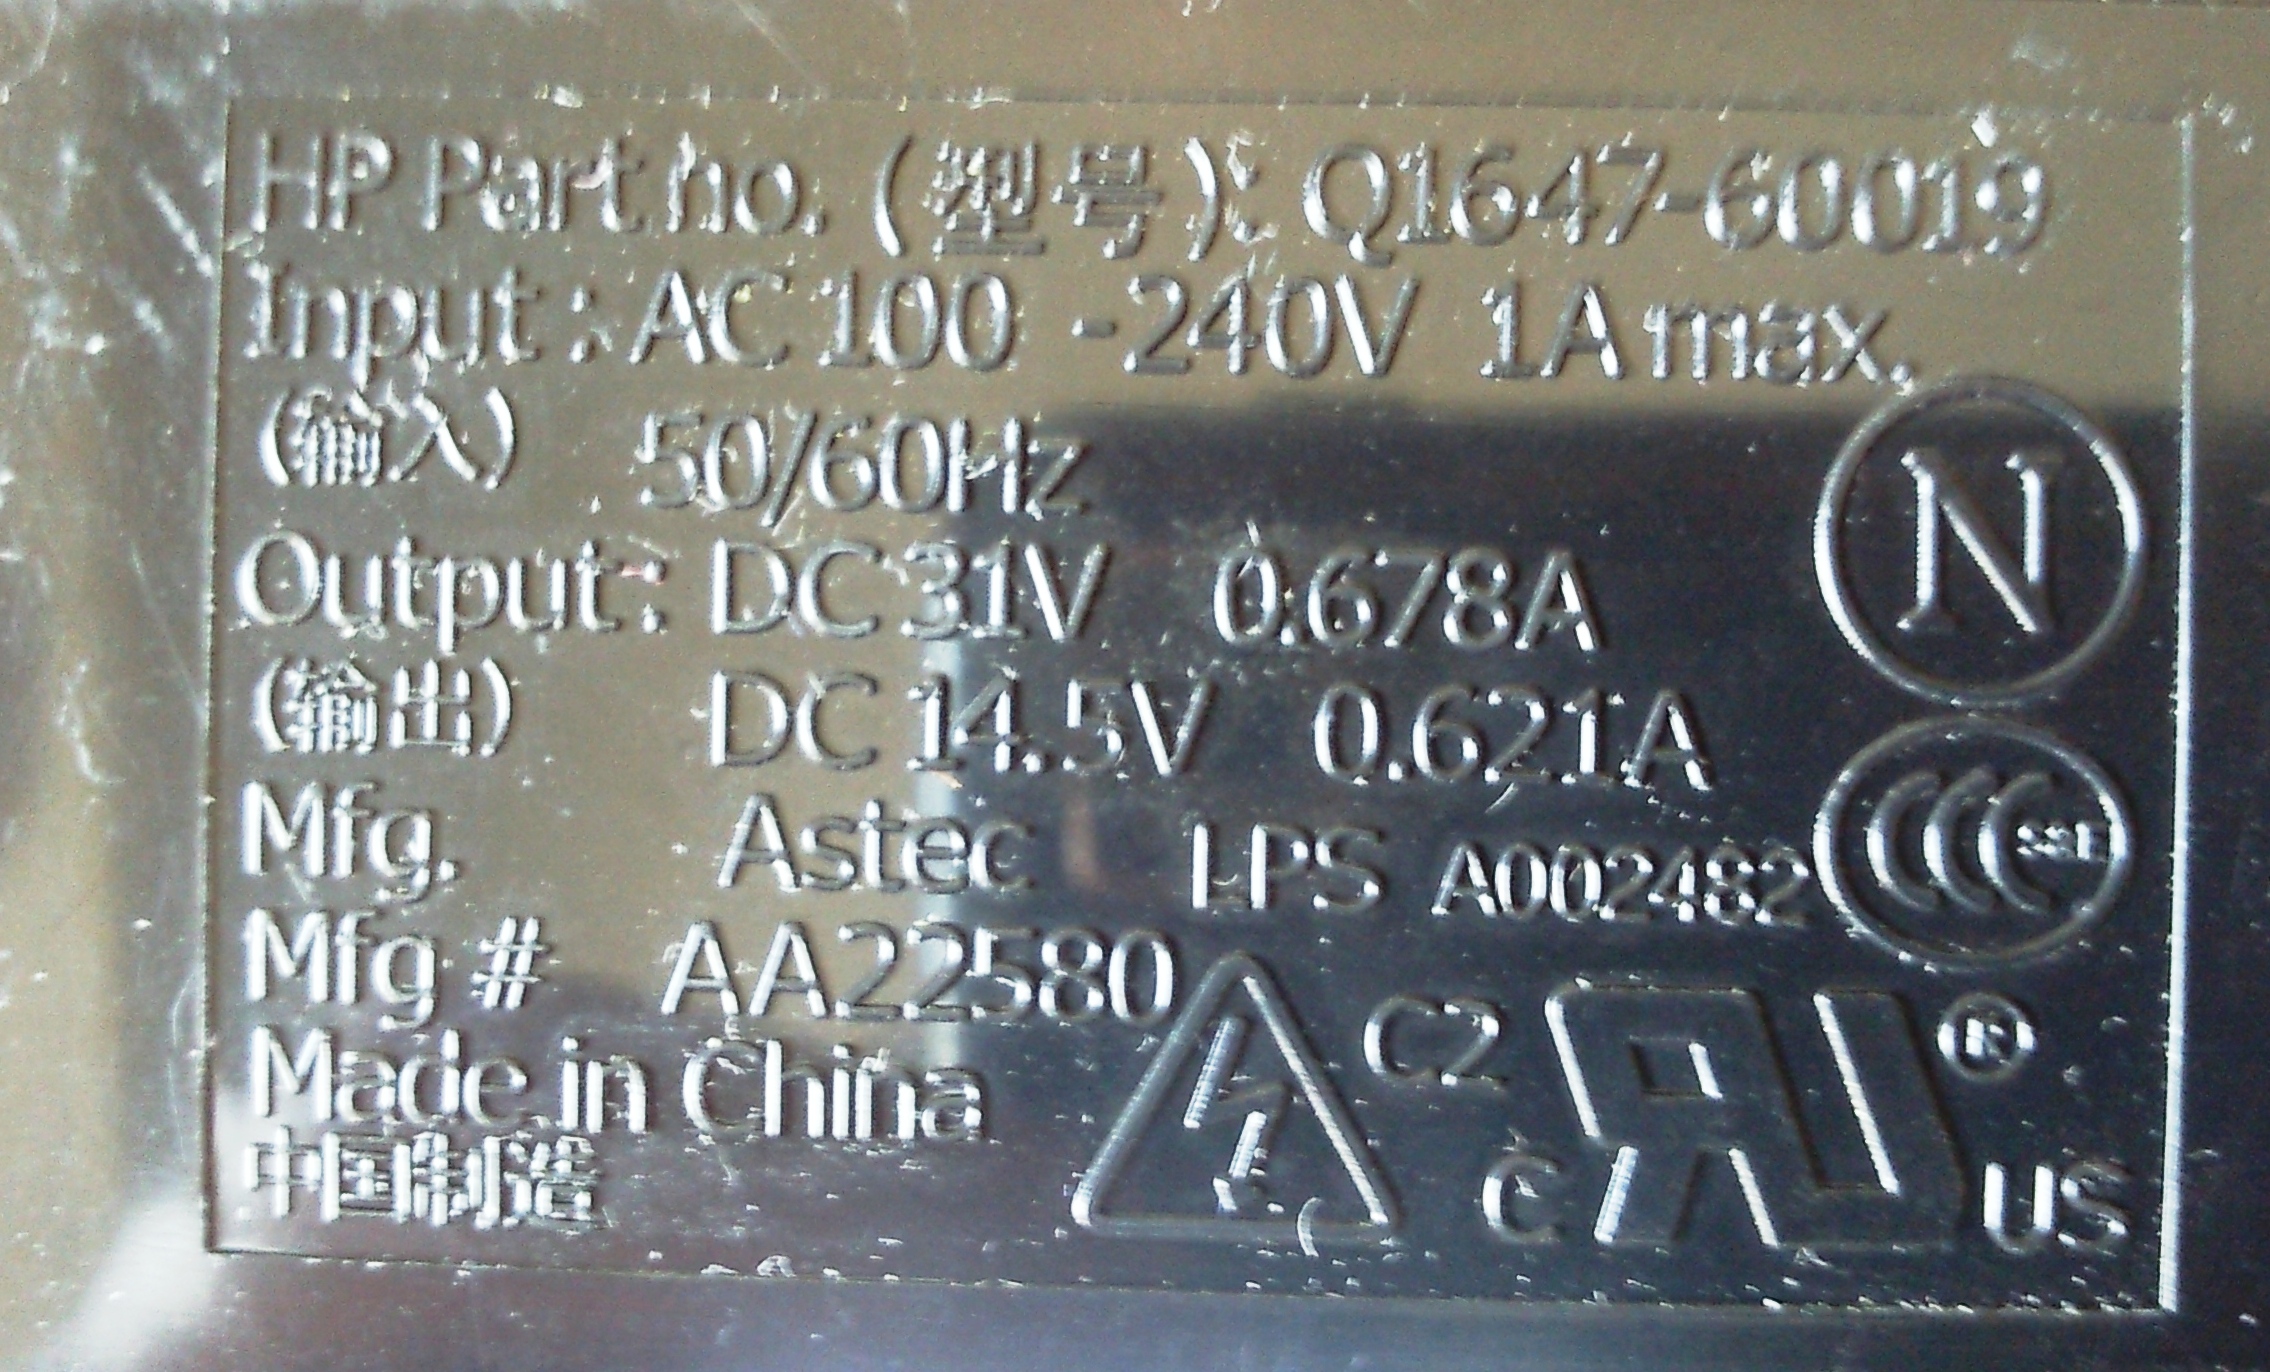 HP Part no. (型号): Q1647-60019
Input : AC 100 -240V 1A max.
(输入) 50/60Hz
Output : DC 31V 0.678A
(输出) DC 14.5V 0.621A
Mfg. Astec LPS A002482
Mfg # AA22580
Made in China
中国制造
N
CCC S&E
C2
®
C US